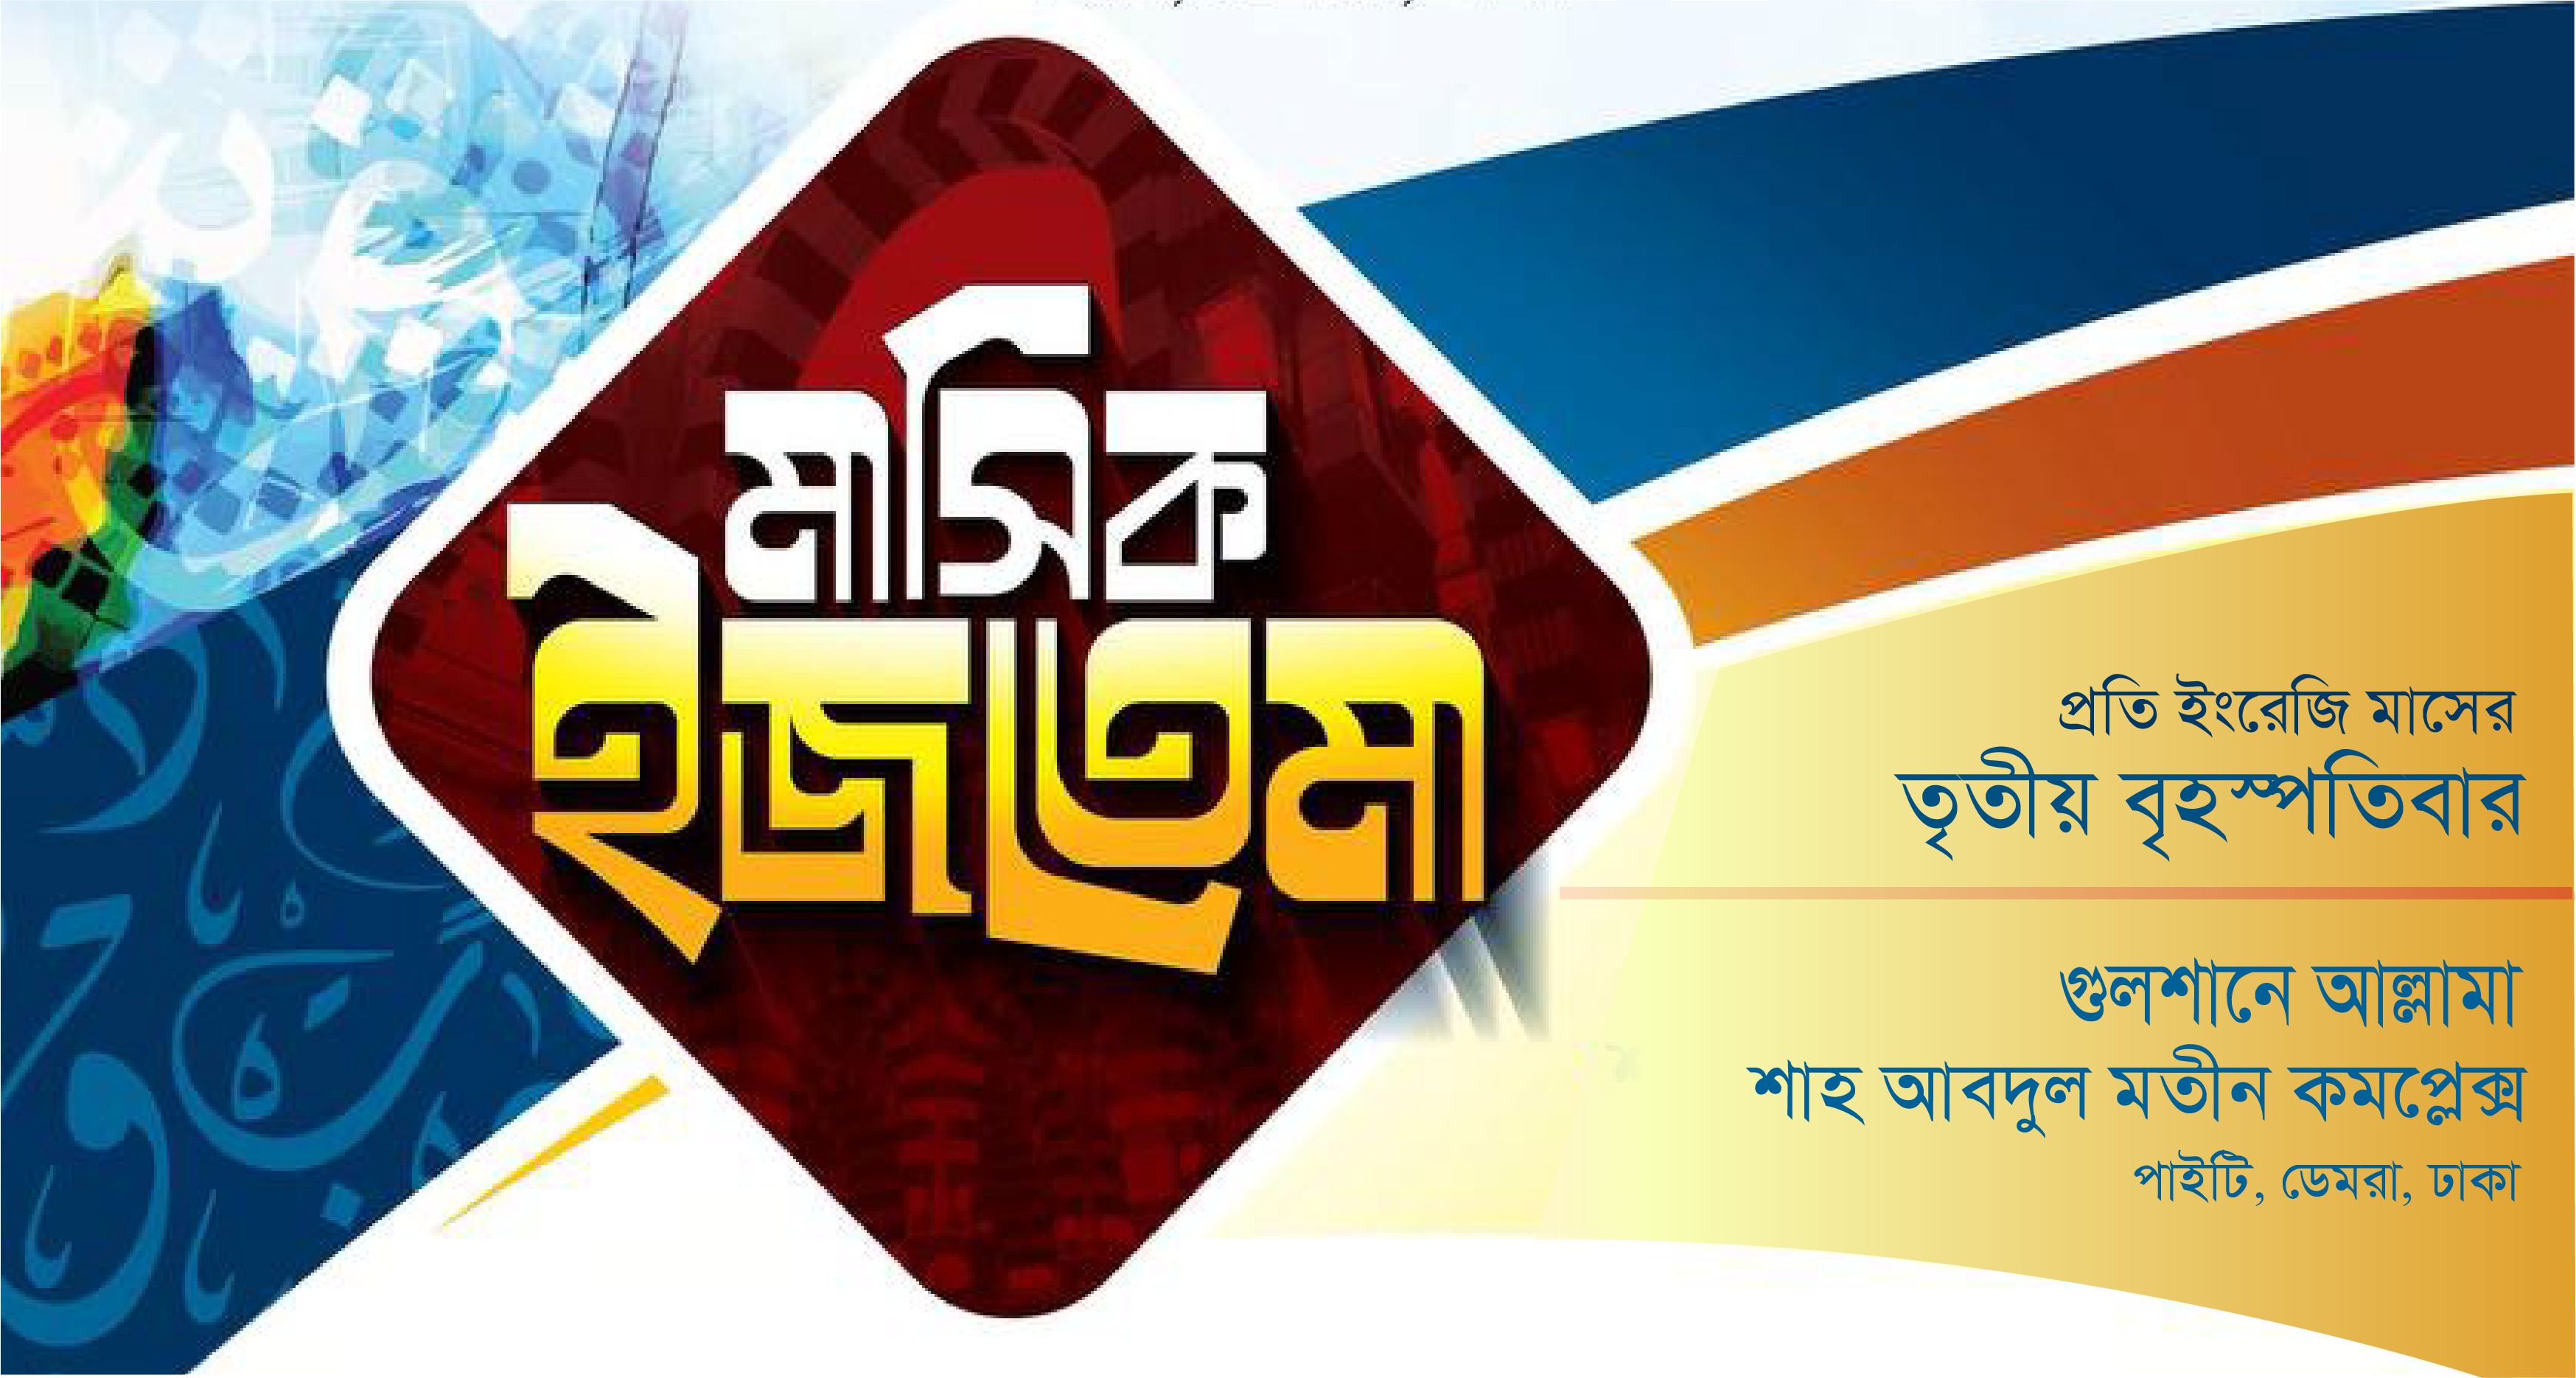 মাসিক
ইজতেমা
প্রতি ইংরেজি মাসের
তৃতীয় বৃহস্পতিবার
গুলশানে আল্লামা
শাহ আবদুল মতীন কমপ্লেক্স
পাইটি, ডেমরা, ঢাকা